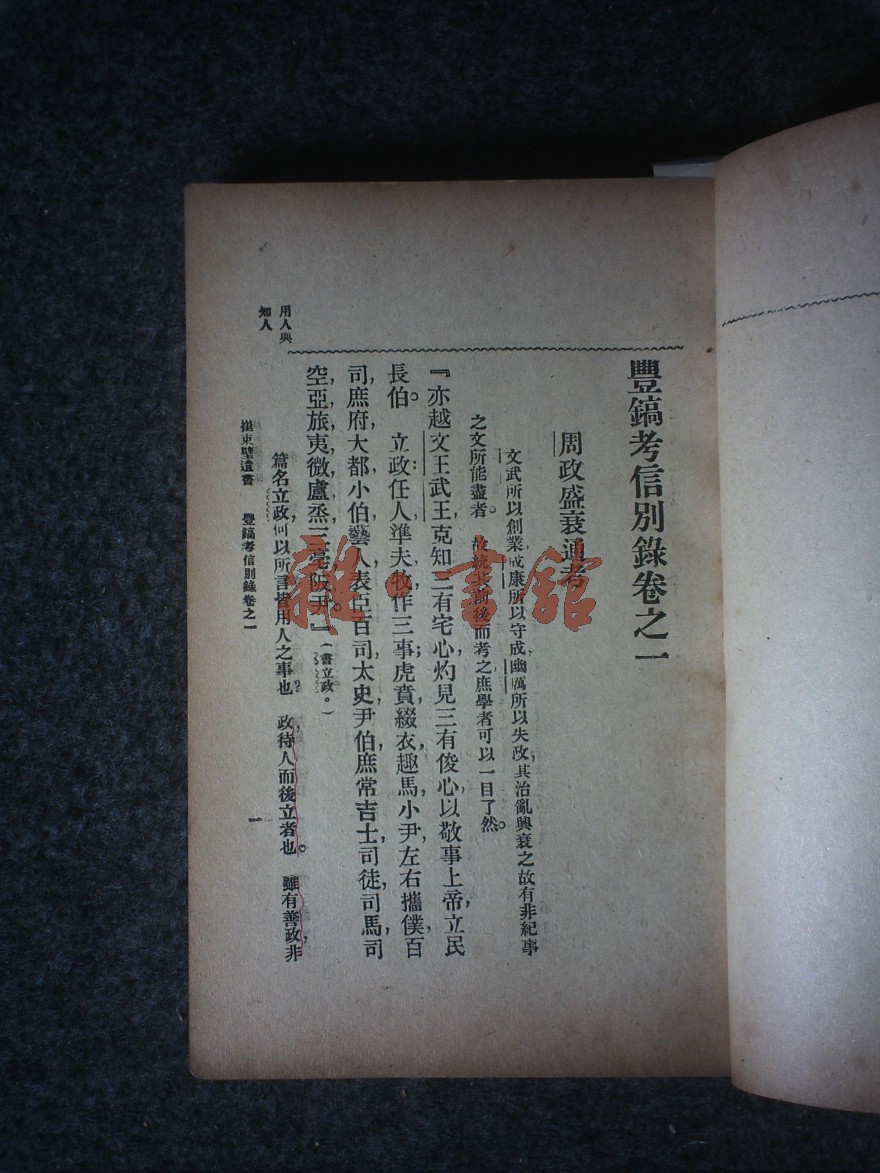 豐鎬考信別錄卷之一
周政盛衰通考
文武所以創業,成康所以守成,幽厲所以失政,其治亂興衰之故有非紀事
之文所能盡者。故統其前後而考之,庶學者可以一目了然。
『亦越文王武王克知三有宅心,灼見三有俊心,以敬事上帝,立民
長伯。立政:任人,準夫,牧,作三事;虎賁,綴衣,趣馬,小尹,左右攜僕,百
司,庶府,大都,小伯,藝人,表臣百司,太史,尹伯,庶常吉士,司徒,司馬,司
空,亞,旅,夷微盧烝,三亳阪尹。』(書立政。)
篇名立政,何以所言皆用人之事也?政待人而後立者也。雖有善政,非
用人與
知人
崔東壁遺書 豐鎬考信別錄卷之一
一
雜·書館